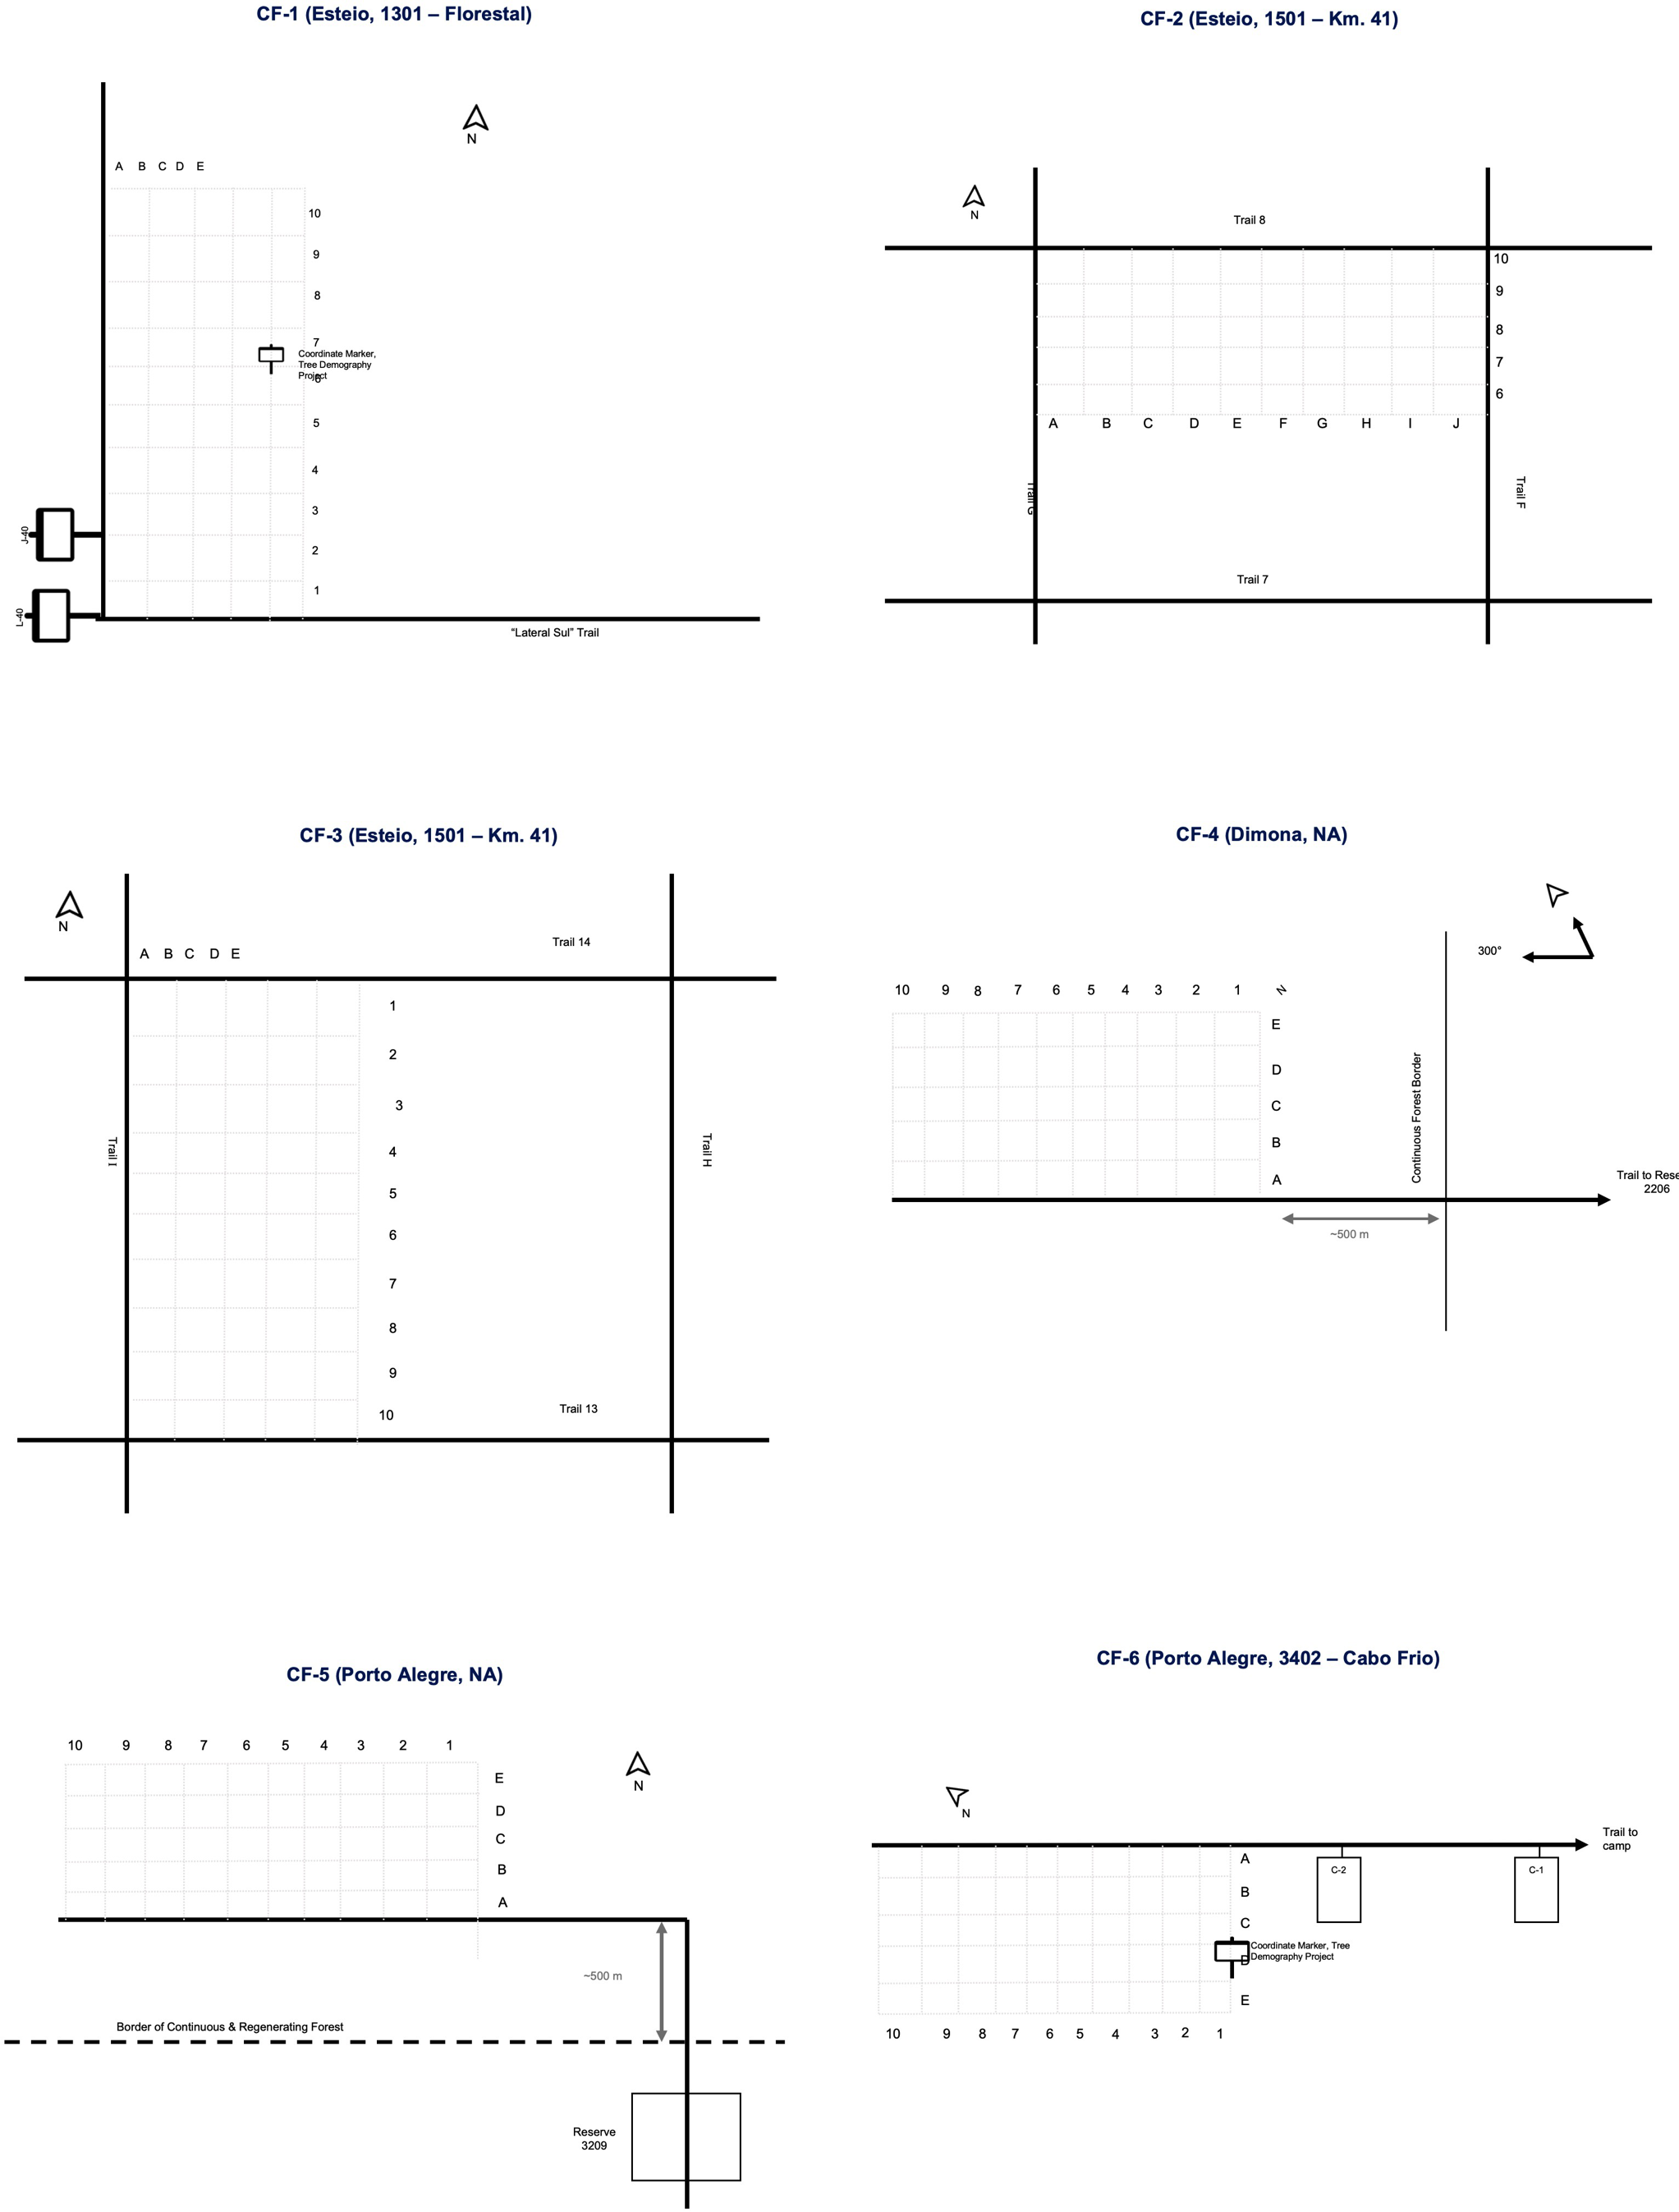 CF-1 (Esteio, 1301 – Florestal)
N
A B C D E
10
9
8
7
Coordinate Marker,
Tree Demography
Project
6
5
4
3
2
1
J-40
L-40
“Lateral Sul” Trail
CF-2 (Esteio, 1501 – Km. 41)
N
Trail 8
10
9
8
7
6
A B C D E F G H I J
Trail G
Trail F
Trail 7
CF-3 (Esteio, 1501 – Km. 41)
N
A B C D E
Trail 14
1
2
3
4
5
6
7
8
9
10
Trail I
Trail H
Trail 13
CF-4 (Dimona, NA)
300°
10 9 8 7 6 5 4 3 2 1
N
E
D
C
B
A
Continuous Forest Border
Trail to Rese
2206
~500 m
CF-5 (Porto Alegre, NA)
10 9 8 7 6 5 4 3 2 1
N
E
D
C
B
A
~500 m
Border of Continuous & Regenerating Forest
Reserve
3209
CF-6 (Porto Alegre, 3402 – Cabo Frio)
N
Trail to
camp
A
B
C
D
E
C-2
C-1
Coordinate Marker, Tree
Demography Project
10 9 8 7 6 5 4 3 2 1